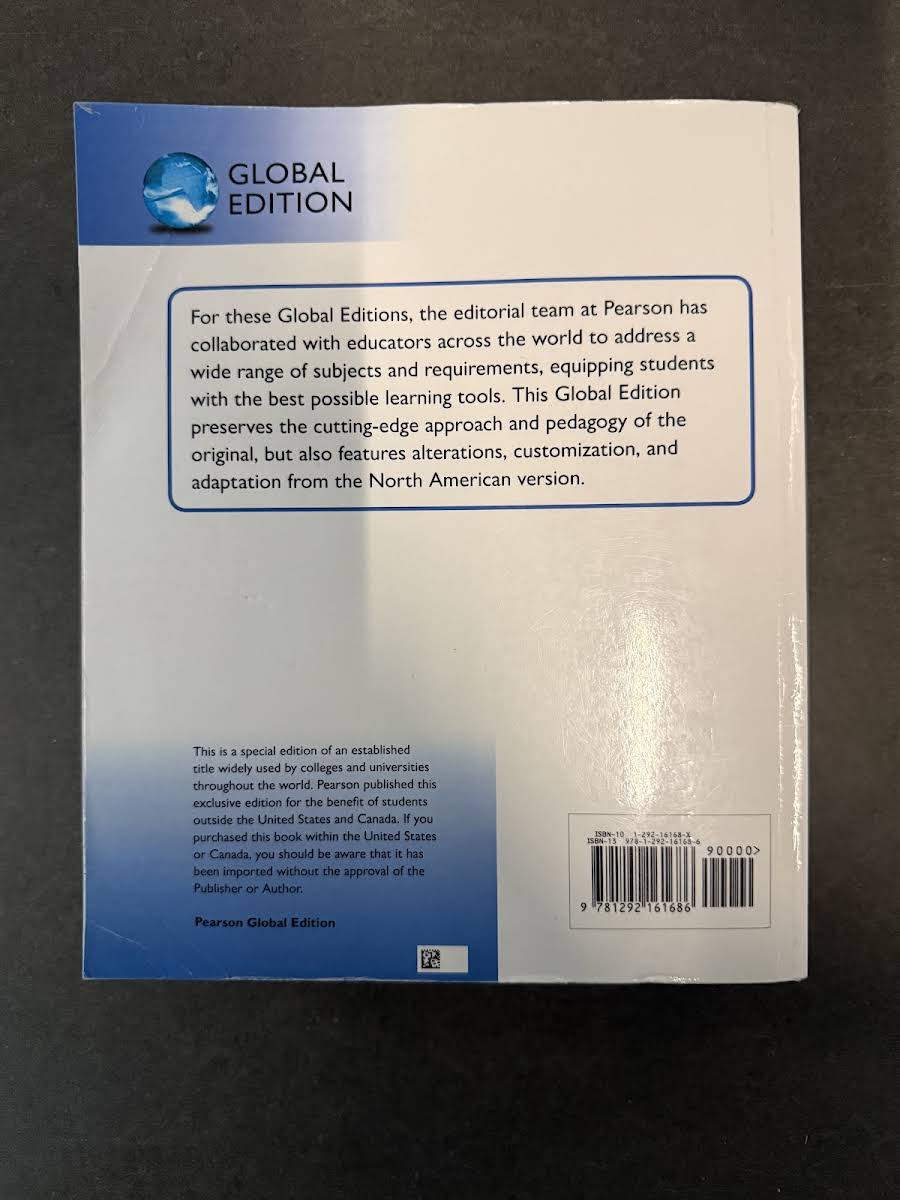 GLOBAL
EDITION
For these Global Editions, the editorial team at Pearson has
collaborated with educators across the world to address a
wide range of subjects and requirements, equipping students
with the best possible learning tools. This Global Edition
preserves the cutting-edge approach and pedagogy of the
original, but also features alterations, customization, and
adaptation from the North American version.
This is a special edition of an established
title widely used by colleges and universities
throughout the world. Pearson published this
exclusive edition for the benefit of students
outside the United States and Canada. If you
purchased this book within the United States
or Canada, you should be aware that it has
been imported without the approval of the
Publisher or Author.
Pearson Global Edition
ISBN-10 1-292-16168-X
ISBN-13 978-1-292-16168-6
90000>
9 781292 161686